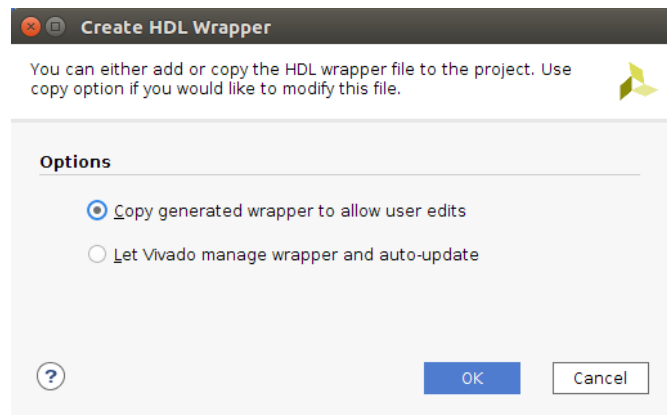 Create HDL Wrapper
You can either add or copy the HDL wrapper file to the project. Use
copy option if you would like to modify this file.
Options
Copy generated wrapper to allow user edits
Let Vivado manage wrapper and auto-update
?
OK
Cancel